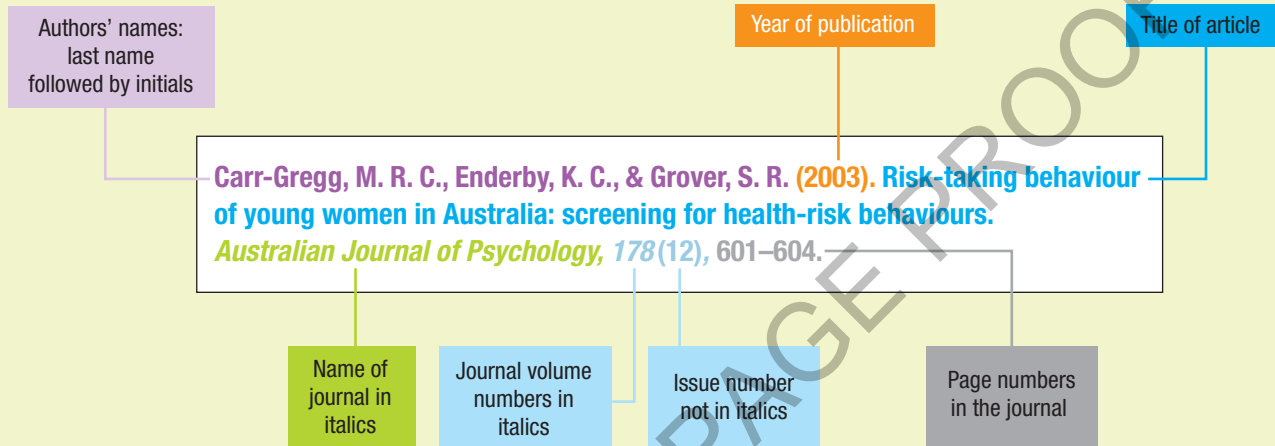 Authors' names:
last name
followed by initials
Year of publication
Title of article
Carr-Gregg, M. R. C., Enderby, K. C., & Grover, S. R. (2003). Risk-taking behaviour
of young women in Australia: screening for health-risk behaviours.
Australian Journal of Psychology, 178(12), 601–604.
Name of
journal in
italics
Journal volume
numbers in
italics
Issue number
not in italics
Page numbers
in the journal
PAGE PROO